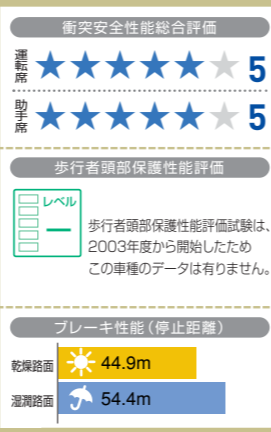 衝突安全性能総合評価
運転席 ★★★★★★ 5
助手席 ★★★★★★ 5
歩行者頭部保護性能評価
レベル
—
歩行者頭部保護性能評価試験は、
2003年度から開始したため
この車種のデータは有りません。
ブレーキ性能(停止距離)
乾燥路面 44.9m
湿潤路面 54.4m